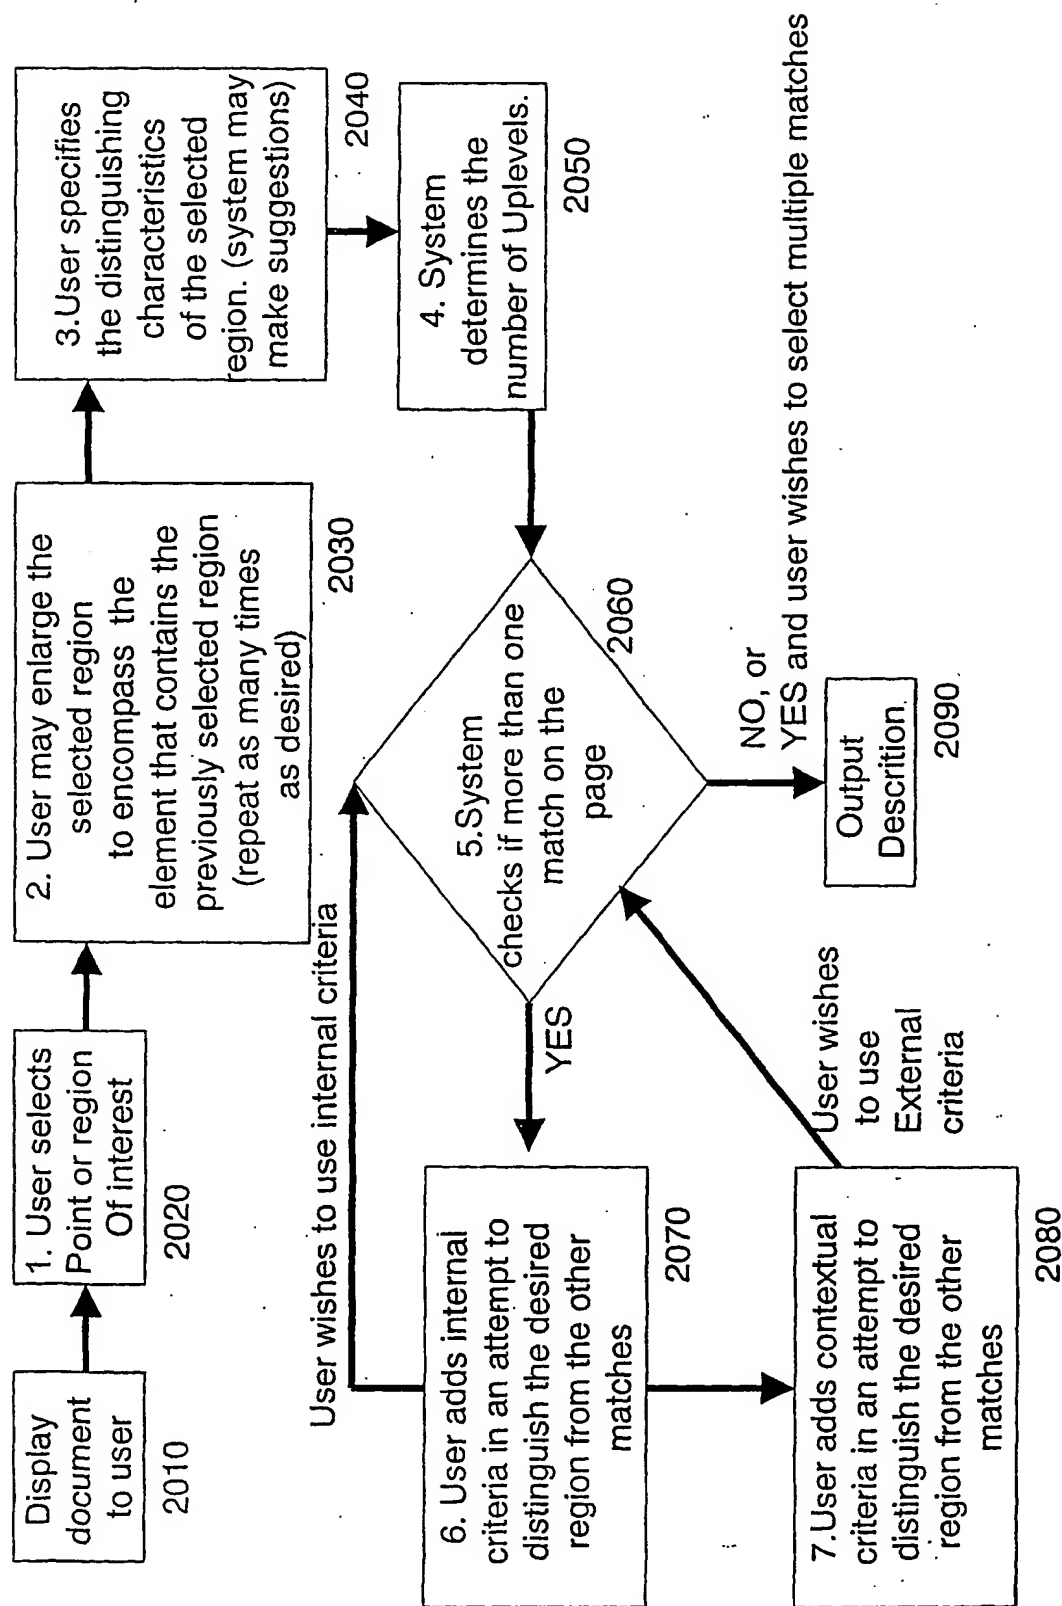 Display
document
to user
2010
1. User selects
Point or region
Of interest
2020
2. User may enlarge the
selected region
to encompass the
element that contains the
previously selected region
(repeat as many times
as desired)
2030
3.User specifies
the distinguishing
characteristics
of the selected
region. (system may
make suggestions)
2040
4. System
determines the
number of Uplevels.
2050
5.System
checks if more than one
match on the
page
2060
User wishes to use internal criteria
YES
6. User adds internal
criteria in an attempt to
distinguish the desired
region from the other
matches
2070
7.User adds contextual
criteria in an attempt to
distinguish the desired
region from the other
matches
2080
User wishes
to use
External
criteria
NO, or
YES and user wishes to select multiple matches
Output
Descrition
2090